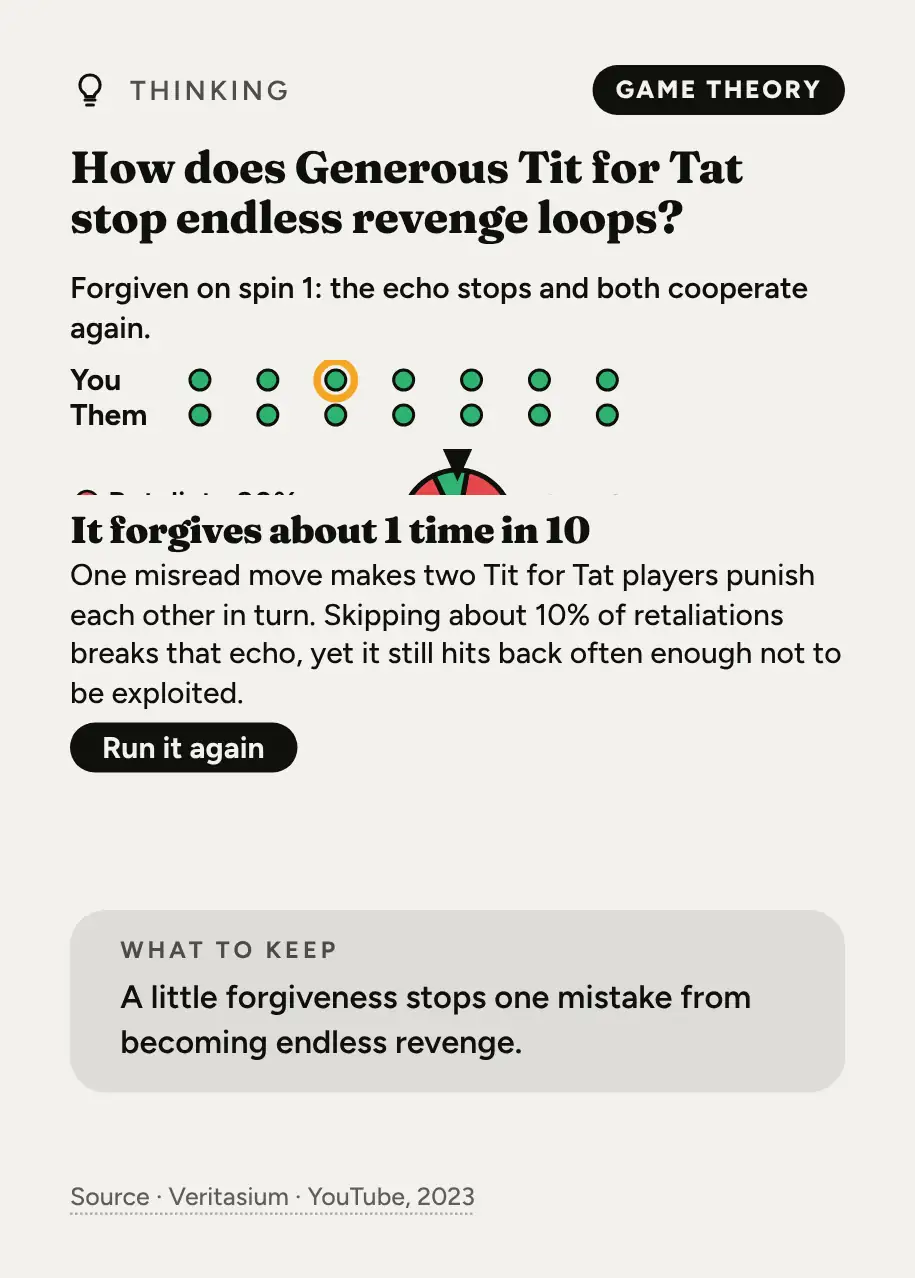 THINKING
GAME THEORY
How does Generous Tit for Tat
stop endless revenge loops?
Forgiven on spin 1: the echo stops and both cooperate
again.
You
Them
It forgives about 1 time in 10
One misread move makes two Tit for Tat players punish
each other in turn. Skipping about 10% of retaliations
breaks that echo, yet it still hits back often enough not to
be exploited.
Run it again
WHAT TO KEEP
A little forgiveness stops one mistake from
becoming endless revenge.
Source · Veritasium · YouTube, 2023